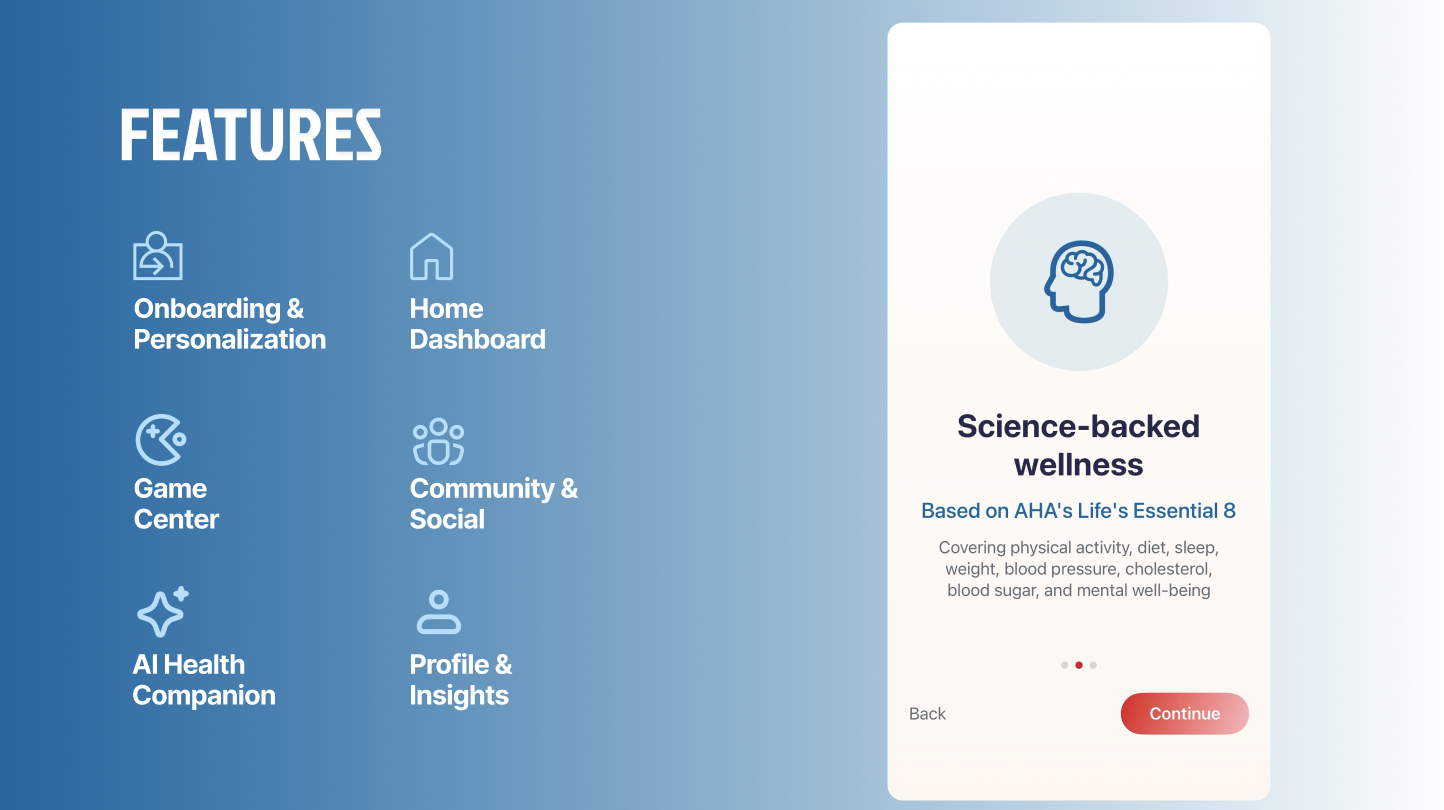 FEATURES
Onboarding &
Personalization
Home
Dashboard
Game
Center
Community &
Social
AI Health
Companion
Profile &
Insights
Science-backed
wellness
Based on AHA's Life's Essential 8
Covering physical activity, diet, sleep,
weight, blood pressure, cholesterol,
blood sugar, and mental well-being
Back
Continue